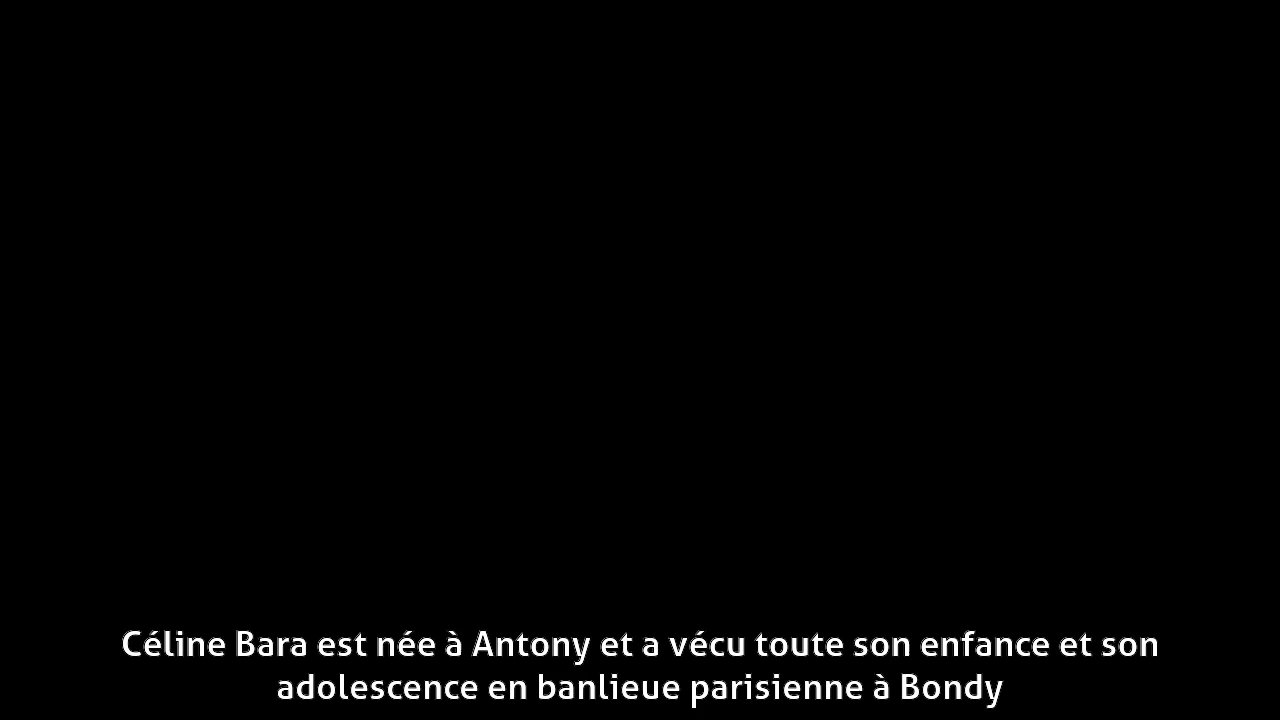 Céline Bara est née à Antony et a vécu toute son enfance et son
adolescence en banlieue parisienne à Bondy